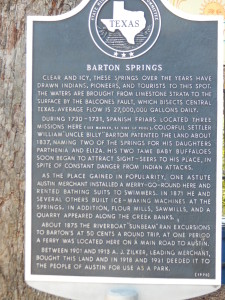 TEXAS
BARTON SPRINGS
CLEAR AND ICY, THESE SPRINGS OVER THE YEARS HAVE
DRAWN INDIANS, PIONEERS, AND TOURISTS TO THIS SPOT.
THE WATERS ARE BROUGHT FROM LIMESTONE STRATA TO THE
SURFACE BY THE BALCONES FAULT, WHICH BISECTS CENTRAL
TEXAS. AVERAGE FLOW IS 27,000,000 GALLONS DAILY.
DURING 1730-1731, SPANISH FRIARS LOCATED THREE
MISSIONS HERE
COLORFUL SETTLER
WILLIAM "UNCLE BILLY" BARTON PATENTED THE LAND ABOUT
1837, NAMING TWO OF THE SPRINGS FOR HIS DAUGHTERS
PARTHENIA AND ELIZA. HIS TWO TAME BABY BUFFALOES
SOON BEGAN TO ATTRACT SIGHT-SEERS TO HIS PLACE, IN
SPITE OF CONSTANT DANGER FROM INDIAN ATTACKS.
AS THE PLACE GAINED IN POPULARITY, ONE ASTUTE
AUSTIN MERCHANT INSTALLED A MERRY-GO-ROUND HERE AND
RENTED BATHING SUITS TO SWIMMERS. IN 1871 HE AND
SEVERAL OTHERS BUILT ICE-MAKING MACHINES AT THE
SPRINGS. IN ADDITION, FLOUR MILLS, SAWMILLS, AND A
QUARRY APPEARED ALONG THE CREEK BANKS.
ABOUT 1875 THE RIVERBOAT "SUNBEAM" RAN EXCURSIONS
TO BARTON'S AT 50 CENTS A ROUND TRIP. AT ONE PERIOD
A FERRY WAS LOCATED HERE ON A MAIN ROAD TO AUSTIN.
BETWEEN 1901 AND 1913 A. J. ZILKER, LEADING MERCHANT,
BOUGHT THIS LAND AND IN 1918 AND 1931 DEEDED IT TO
THE PEOPLE OF AUSTIN FOR USE AS A PARK.